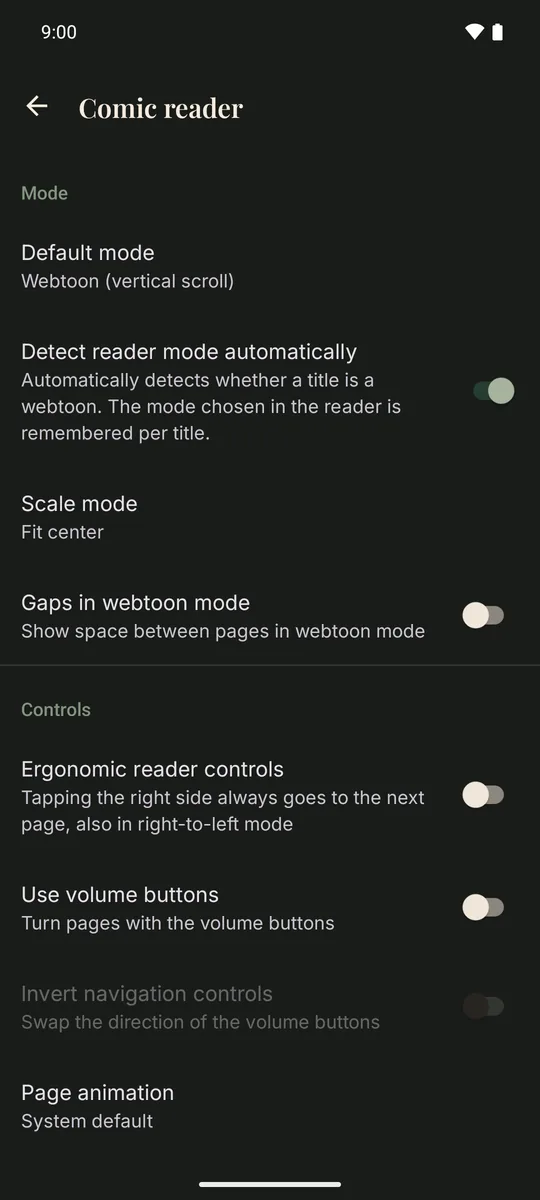 9:00
Comic reader
Mode
Default mode
Webtoon (vertical scroll)
Detect reader mode automatically
Automatically detects whether a title is a
webtoon. The mode chosen in the reader is
remembered per title.
Scale mode
Fit center
Gaps in webtoon mode
Show space between pages in webtoon mode
Controls
Ergonomic reader controls
Tapping the right side always goes to the next
page, also in right-to-left mode
Use volume buttons
Turn pages with the volume buttons
Invert navigation controls
Swap the direction of the volume buttons
Page animation
System default